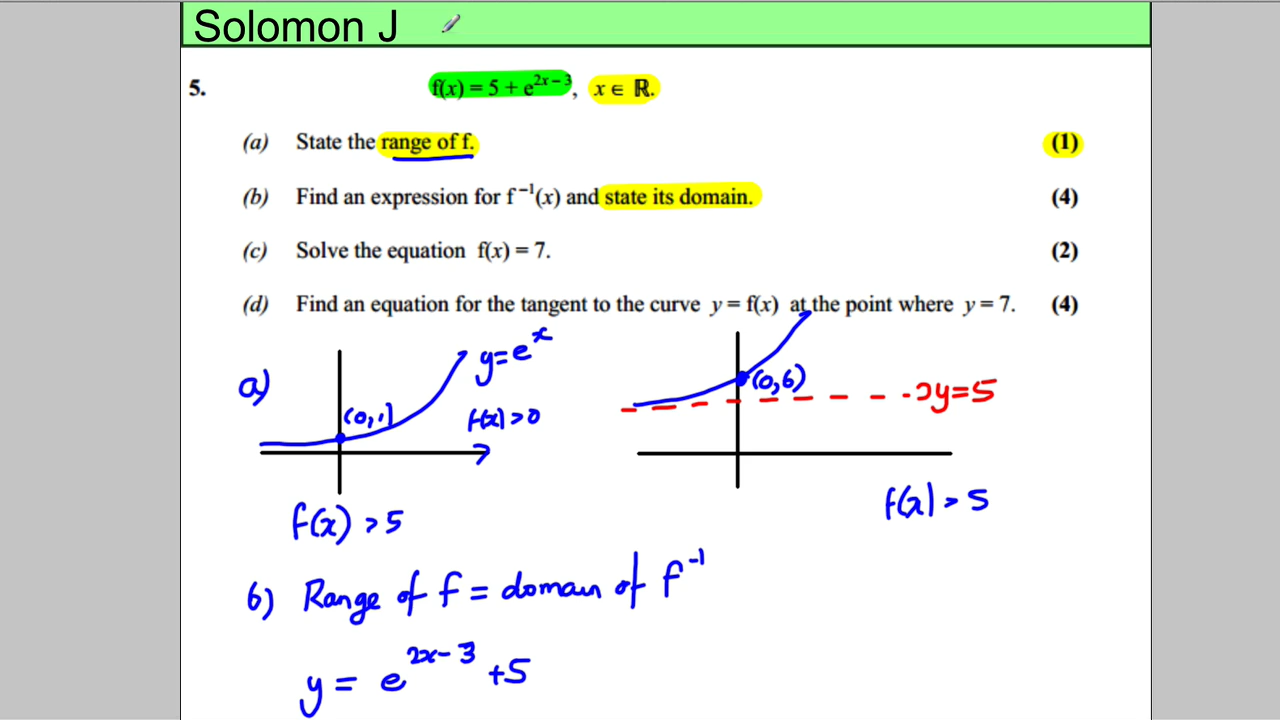 Solomon J
5. f(x) = 5 + e^{2x – 3}, x ∈ ℝ.
(a) State the range of f. (1)
(b) Find an expression for f⁻¹(x) and state its domain. (4)
(c) Solve the equation f(x) = 7. (2)
(d) Find an equation for the tangent to the curve y = f(x) at the point where y = 7. (4)
a) y=e^x
(0,1) f(x)>0
(0,6) y=5
f(x) > 5
f(x) > 5
b) Range of f = domain of f⁻¹
y = e^{2x-3} +5